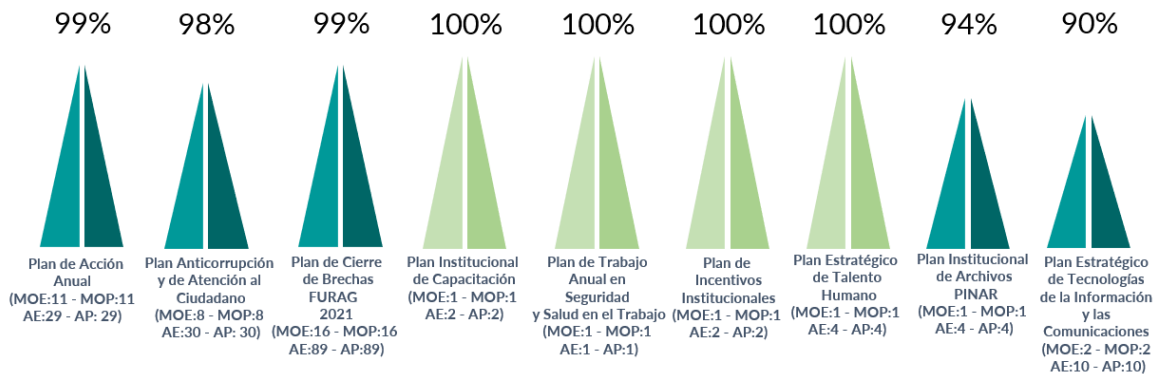 99%
98%
99%
100%
100%
100%
100%
94%
90%
Plan de Acción
Anual
(MOE:11 - MOP:11
AE:29 - AP: 29)
Plan Anticorrupción
y de Atención al
Ciudadano
(MOE:8 - MOP:8
AE:30 - AP: 30)
Plan de Cierre
de Brechas
FURAG
2021
(MOE:16 - MOP:16
AE:89 - AP:89)
Plan Institucional
de Capacitación
(MOE:1 - MOP:1
AE:2 - AP:2)
Plan de Trabajo
Anual en
Seguridad
y Salud en el Trabajo
(MOE:1 - MOP:1
AE:1 - AP:1)
Plan de
Incentivos
Institucionales
(MOE:1 - MOP:1
AE:2 - AP:2)
Plan Estratégico
de Talento
Humano
(MOE:1 - MOP:1
AE:4 - AP:4)
Plan Institucional
de Archivos
PINAR
(MOE:1 - MOP:1
AE:4 - AP:4)
Plan Estratégico
de Tecnologías
de la Información
y las
Comunicaciones
(MOE:2 - MOP:2
AE:10 - AP:10)